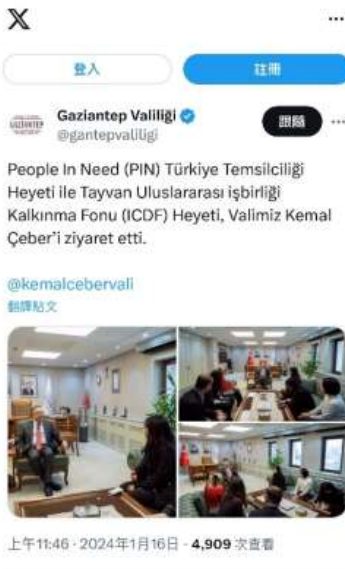 X
登入
註冊
Gaziantep Valiliği
@gantepvaliligi
跟隨
People In Need (PIN) Türkiye Temsilciliği
Heyeti ile Tayvan Uluslararası işbirliği
Kalkınma Fonu (ICDF) Heyeti, Valimiz Kemal
Çeber'i ziyaret etti.
@kemalcebervali
翻譯貼文
上午11:46 · 2024年1月16日 · 4,909 次查看